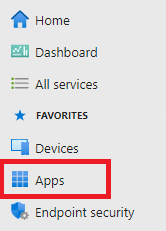 Home
Dashboard
All services
FAVORITES
Devices
Apps
Endpoint security